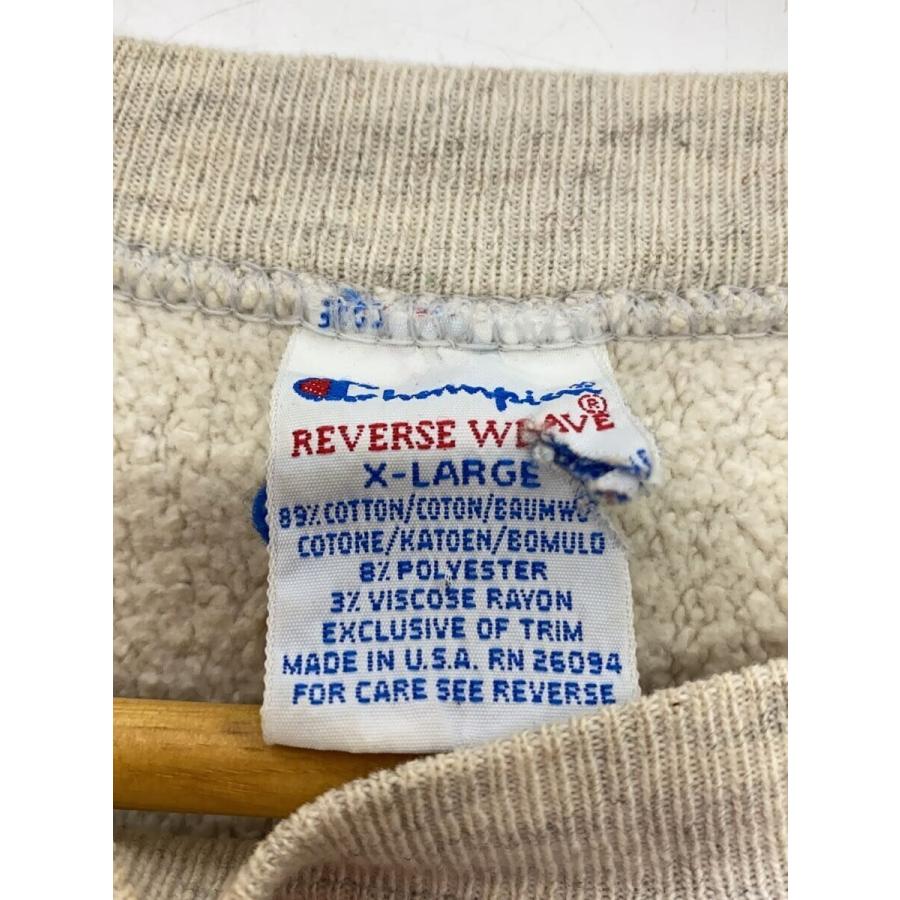 Champion
REVERSE WEAVE®
X-LARGE
89% COTTON/COTON/BAUMWO
COTONE/KATOEN/BOMULD
8% POLYESTER
3% VISCOSE RAYON
EXCLUSIVE OF TRIM
MADE IN U.S.A. RN 26094
FOR CARE SEE REVERSE